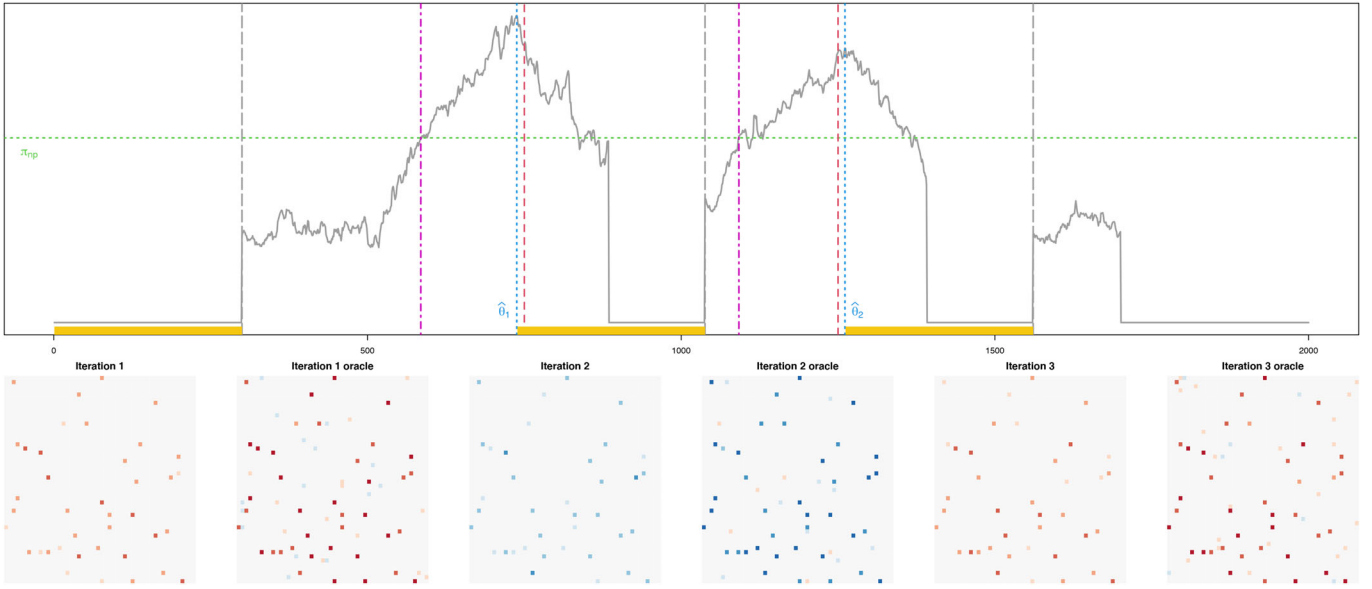 π_np
θ̂_1 θ̂_2
0 500 1000 1500 2000
Iteration 1 Iteration 1 oracle Iteration 2 Iteration 2 oracle Iteration 3 Iteration 3 oracle